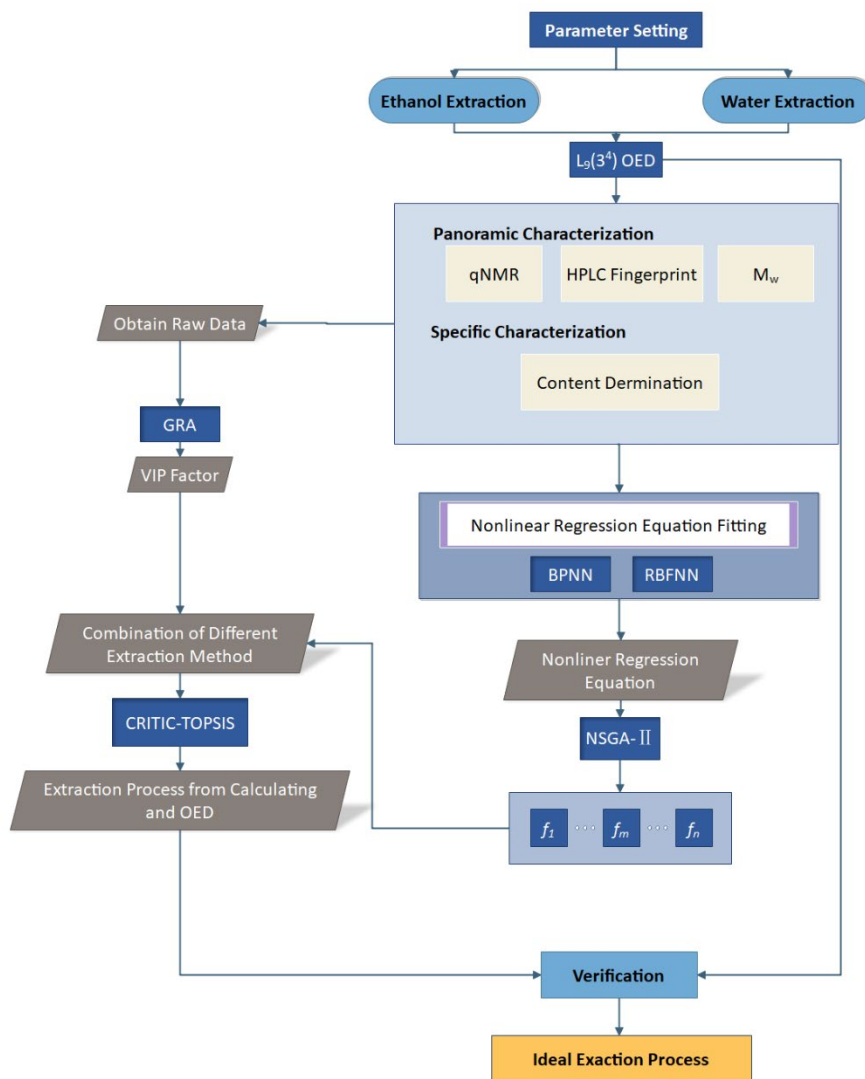 Parameter Setting
Ethanol Extraction
Water Extraction
L₉(3⁴) OED
Panoramic Characterization
qNMR
HPLC Fingerprint
Mw
Obtain Raw Data
Specific Characterization
Content Dermination
GRA
VIP Factor
Nonlinear Regression Equation Fitting
BPNN
RBFNN
Combination of Different
Extraction Method
Nonliner Regression
Equation
CRITIC-TOPSIS
NSGA-Ⅱ
Extraction Process from Calculating
and OED
f₁ ··· fₘ ··· fₙ
Verification
Ideal Exaction Process